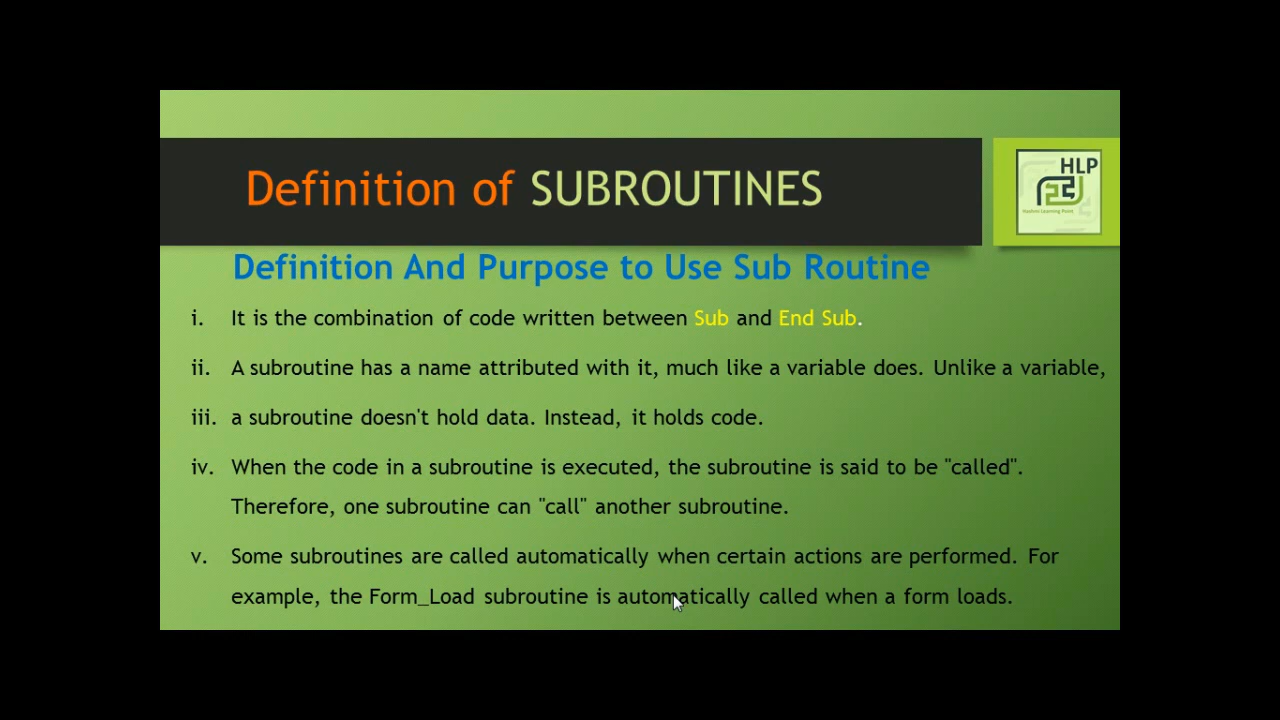 Definition of SUBROUTINES
HLP
Hashmi Learning Point
Definition And Purpose to Use Sub Routine
i. It is the combination of code written between Sub and End Sub.
ii. A subroutine has a name attributed with it, much like a variable does. Unlike a variable,
iii. a subroutine doesn't hold data. Instead, it holds code.
iv. When the code in a subroutine is executed, the subroutine is said to be "called".
Therefore, one subroutine can "call" another subroutine.
v. Some subroutines are called automatically when certain actions are performed. For
example, the Form_Load subroutine is automatically called when a form loads.